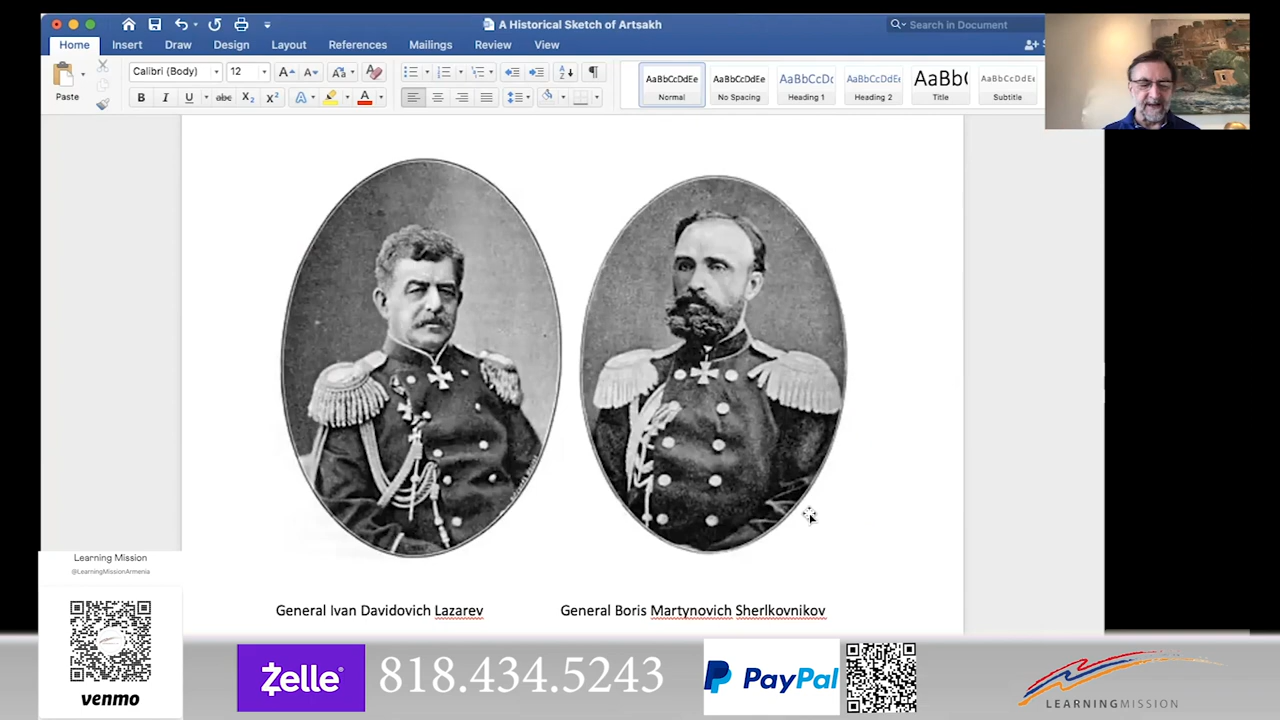 A Historical Sketch of Artsakh
Search in Document
Home Insert Draw Design Layout References Mailings Review View
Paste
Calibri (Body) 12
AaBbCcDdEe AaBbCcDdEe AaBbCcDc AaBbCcDdEe AaBb( AaBbCcDdEe
Normal No Spacing Heading 1 Heading 2 Title Subtitle
General Ivan Davidovich Lazarev General Boris Martynovich Sherlkovnikov
Learning Mission
@LearningMissionArmenia
venmo
Zelle® 818.434.5243 PayPal
LEARNINGMISSION